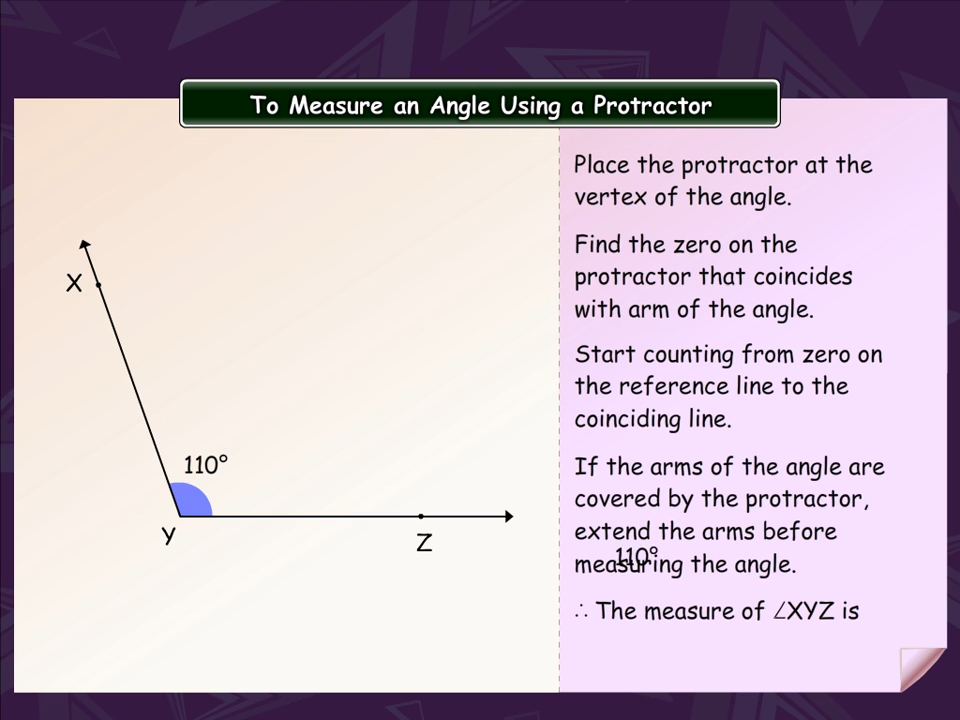 To Measure an Angle Using a Protractor
Place the protractor at the
vertex of the angle.
Find the zero on the
protractor that coincides
with arm of the angle.
Start counting from zero on
the reference line to the
coinciding line.
If the arms of the angle are
covered by the protractor,
extend the arms before
110°
measuring the angle.
∴ The measure of ∠XYZ is
X
110°
Y
Z